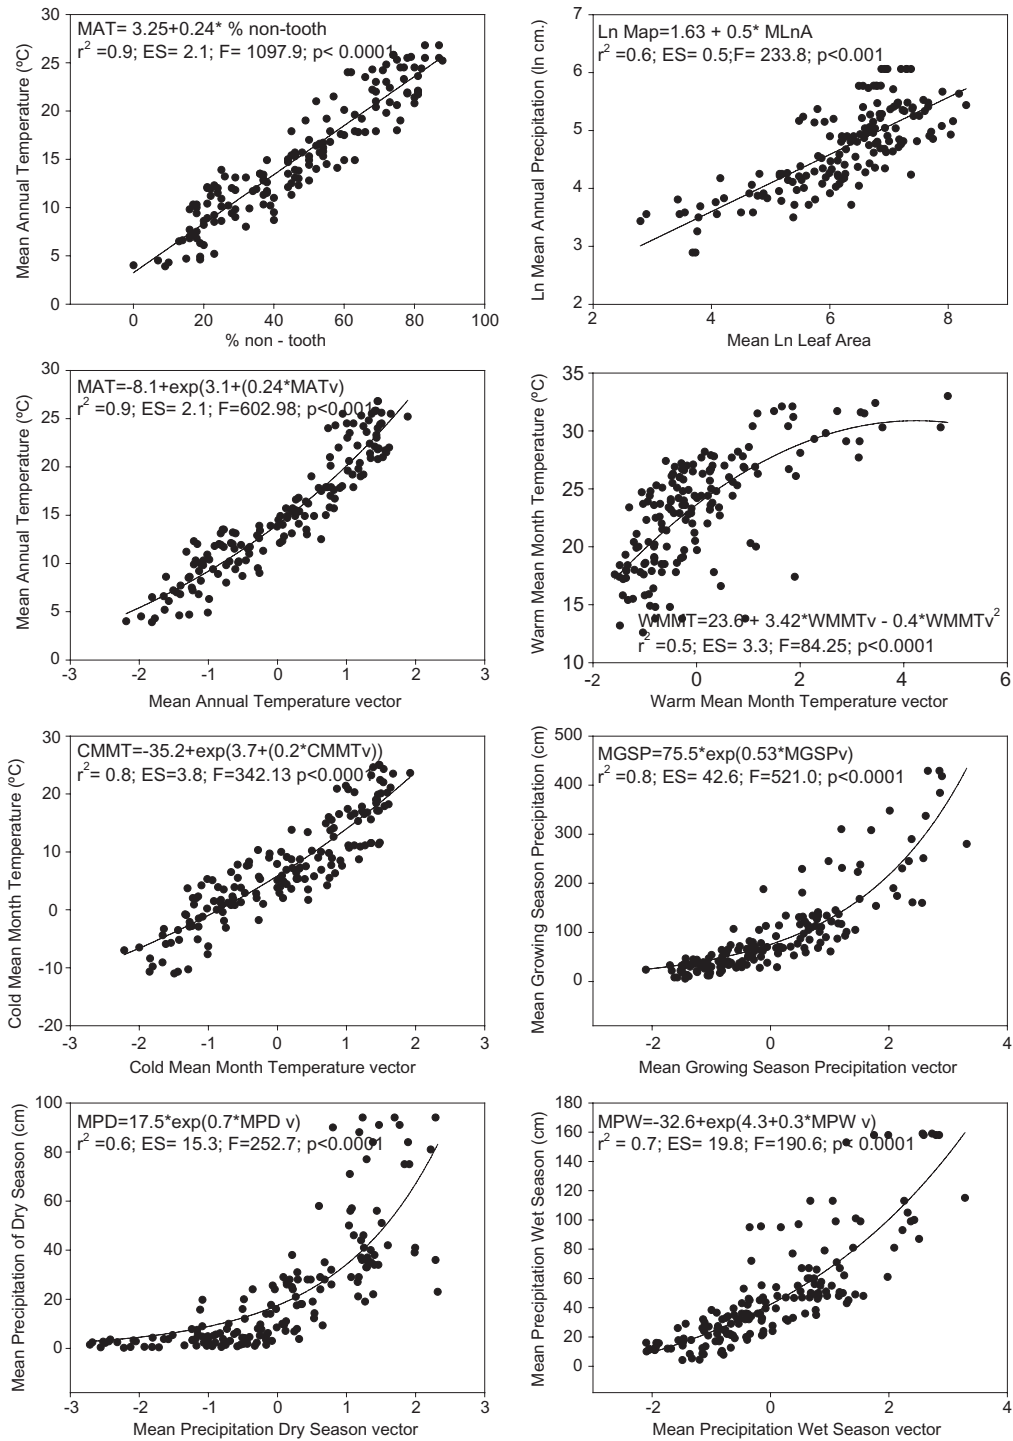 MAT= 3.25+0.24* % non-tooth
r² =0.9; ES= 2.1; F= 1097.9; p< 0.0001
Mean Annual Temperature (ºC)
30
25
20
15
10
5
0
0 20 40 60 80 100
% non - tooth
Ln Map=1.63 + 0.5* MLnA
r² =0.6; ES= 0.5;F= 233.8; p<0.001
Ln Mean Annual Precipitation (ln cm.)
7
6
5
4
3
2
2 4 6 8
Mean Ln Leaf Area
MAT=-8.1+exp(3.1+(0.24*MATv)
r² =0.9; ES= 2.1; F=602.98; p<0.001
Mean Annual Temperature (ºC)
30
25
20
15
10
5
0
-3 -2 -1 0 1 2 3
Mean Annual Temperature vector
WMMT=23.6 + 3.42*WMMTv - 0.4*WMMTv²
r² =0.5; ES= 3.3; F=84.25; p<0.0001
Warm Mean Month Temperature (ºC)
35
30
25
20
15
10
-2 0 2 4 6
Warm Mean Month Temperature vector
CMMT=-35.2+exp(3.7+(0.2*CMMTv))
r²= 0.8; ES=3.8; F=342.13 p<0.0001
Cold Mean Month Temperature (ºC)
30
20
10
0
-10
-20
-3 -2 -1 0 1 2 3
Cold Mean Month Temperature vector
MGSP=75.5*exp(0.53*MGSPv)
r² =0.8; ES= 42.6; F=521.0; p<0.0001
Mean Growing Season Precipitation (cm)
500
400
300
200
100
0
-2 0 2 4
Mean Growing Season Precipitation vector
MPD=17.5*exp(0.7*MPD v)
r² =0.6; ES= 15.3; F=252.7; p<0.0001
Mean Precipitation of Dry Season (cm)
100
80
60
40
20
0
-3 -2 -1 0 1 2 3
Mean Precipitation Dry Season vector
MPW=-32.6+exp(4.3+0.3*MPW v)
r² = 0.7; ES= 19.8; F=190.6; p< 0.0001
Mean Precipitation Wet Season (cm)
180
160
140
120
100
80
60
40
20
0
-2 0 2 4
Mean Precipitation Wet Season vector